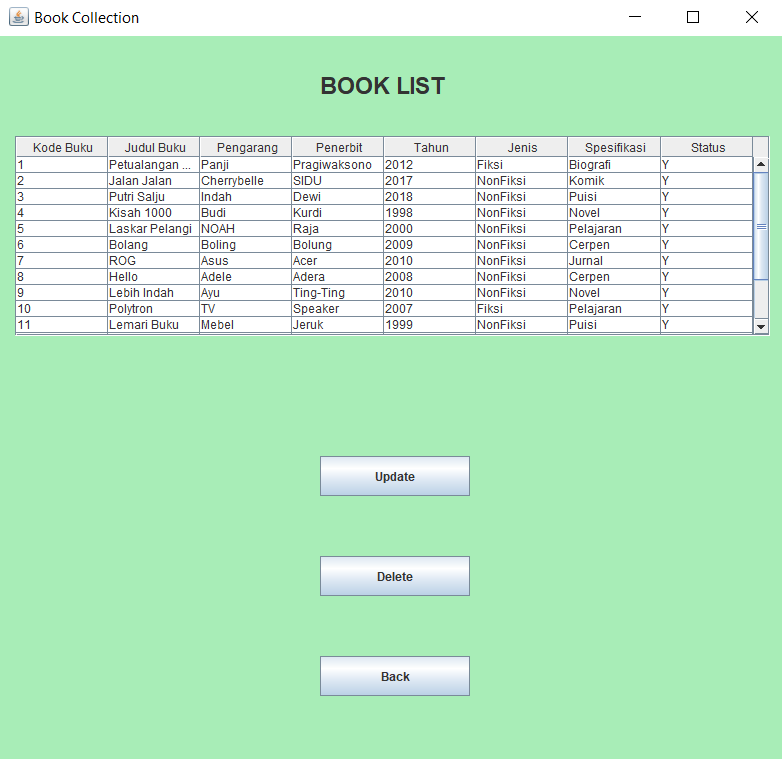 Book Collection
BOOK LIST
Kode Buku Judul Buku Pengarang Penerbit Tahun Jenis Spesifikasi Status
1 Petualangan ... Panji Pragiwaksono 2012 Fiksi Biografi Y
2 Jalan Jalan Cherrybelle SIDU 2017 NonFiksi Komik Y
3 Putri Salju Indah Dewi 2018 NonFiksi Puisi Y
4 Kisah 1000 Budi Kurdi 1998 NonFiksi Novel Y
5 Laskar Pelangi NOAH Raja 2000 NonFiksi Pelajaran Y
6 Bolang Boling Bolung 2009 NonFiksi Cerpen Y
7 ROG Asus Acer 2010 NonFiksi Jurnal Y
8 Hello Adele Adera 2008 NonFiksi Cerpen Y
9 Lebih Indah Ayu Ting-Ting 2010 NonFiksi Novel Y
10 Polytron TV Speaker 2007 Fiksi Pelajaran Y
11 Lemari Buku Mebel Jeruk 1999 NonFiksi Puisi Y
Update
Delete
Back